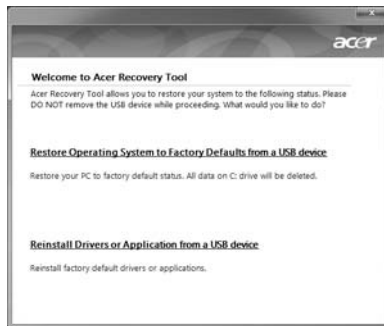 acer
Welcome to Acer Recovery Tool
Acer Recovery Tool allows you to restore your system to the following status. Please
DO NOT remove the USB device while proceeding. What would you like to do?
Restore Operating System to Factory Defaults from a USB device
Restore your PC to factory default status. All data on C: drive will be deleted.
Reinstall Drivers or Application from a USB device
Reinstall factory default drivers or applications.